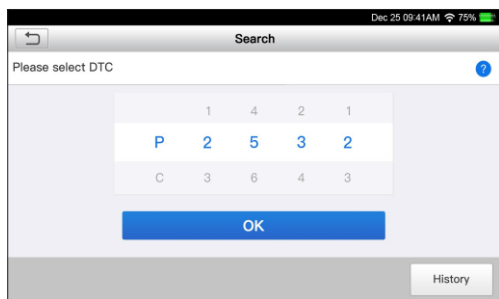 Dec 25 09:41AM 75%
Search
Please select DTC ?
1 4 2 1
P 2 5 3 2
C 3 6 4 3
OK
History